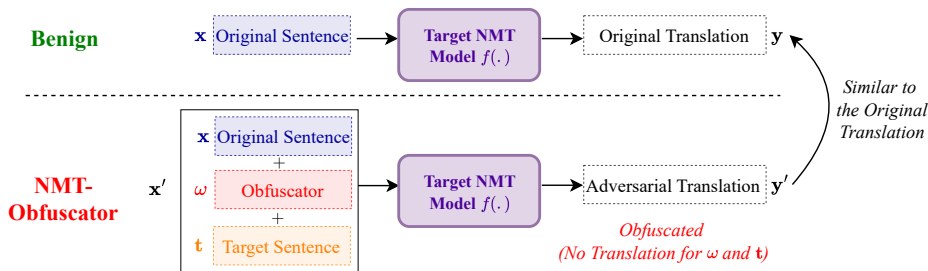 Benign
x Original Sentence
Target NMT
Model f(.)
Original Translation y
Similar to
the Original
Translation
NMT-
Obfuscator
x′
x Original Sentence
+
ω Obfuscator
+
t Target Sentence
Target NMT
Model f(.)
Adversarial Translation y′
Obfuscated
(No Translation for ω and t)